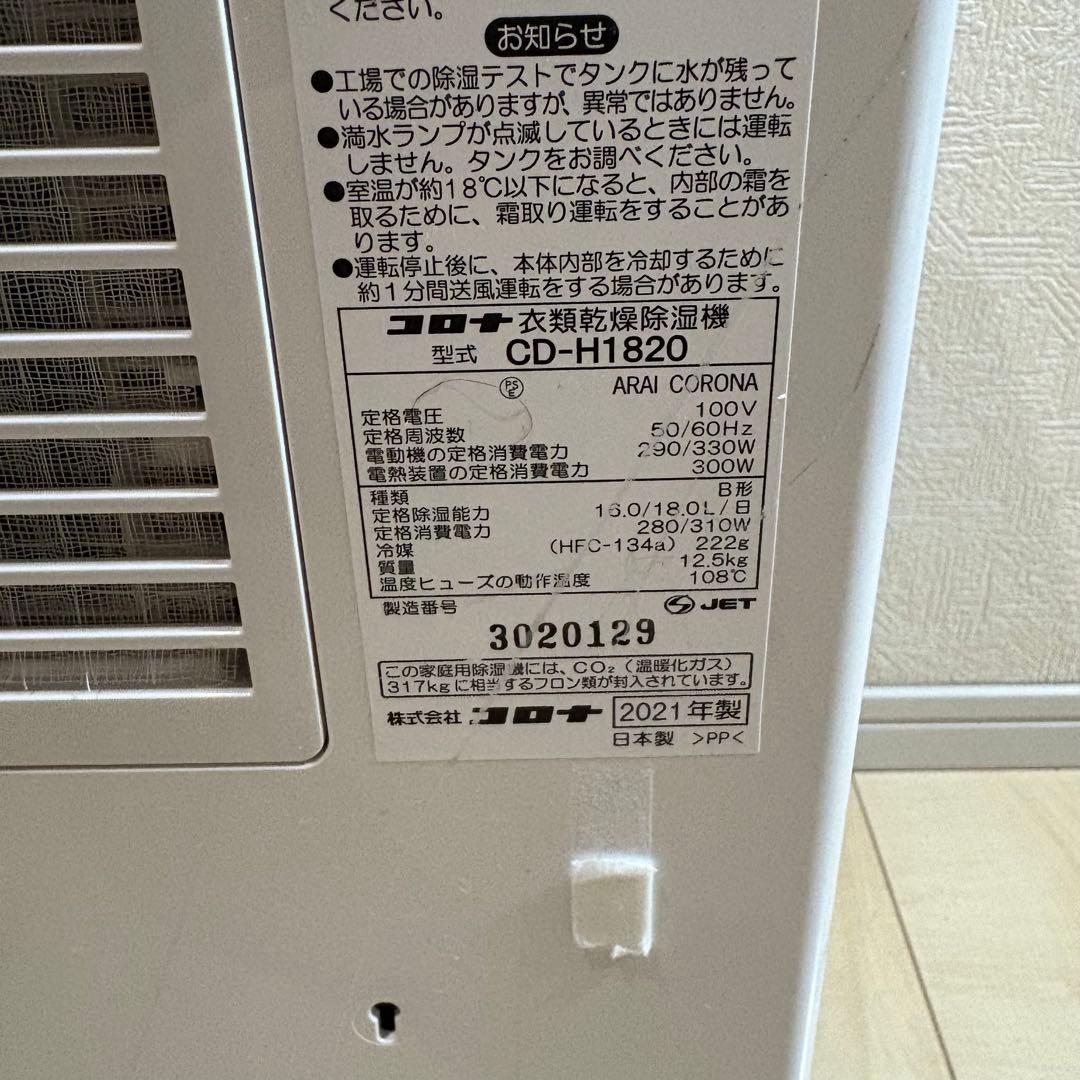 ください。
お知らせ
●工場での除湿テストでタンクに水が残って
いる場合がありますが、異常ではありません。
●満水ランプが点滅しているときには運転
しません。タンクをお調べください。
●室温が約18℃以下になると、内部の霜を
取るために、霜取り運転をすることがあ
ります。
●運転停止後に、本体内部を冷却するために
約1分間送風運転をする場合があります。
コロナ 衣類乾燥除湿機
型式 CD-H1820
PSE ARAI CORONA
定格電圧 100V
定格周波数 50/60Hz
電動機の定格消費電力 290/330W
電熱装置の定格消費電力 300W
種類 B形
定格除湿能力 16.0/18.0L/日
定格消費電力 280/310W
冷媒 (HFC-134a) 222g
質量 12.5kg
温度ヒューズの動作温度 108℃
製造番号 JET
3020129
この家庭用除湿機には、CO₂(温暖化ガス)
317kgに相当するフロン類が封入されています。
株式会社 コロナ 2021年製
日本製 >PP<